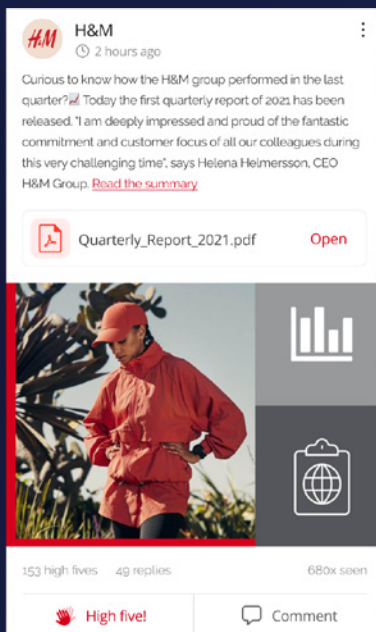 H&M
H&M
2 hours ago
Curious to know how the H&M group performed in the last
quarter? Today the first quarterly report of 2021 has been
released. "I am deeply impressed and proud of the fantastic
commitment and customer focus of all our colleagues during
this very challenging time", says Helena Helmersson, CEO
H&M Group. Read the summary
Quarterly_Report_2021.pdf Open
153 high fives 49 replies 680x seen
High five! Comment